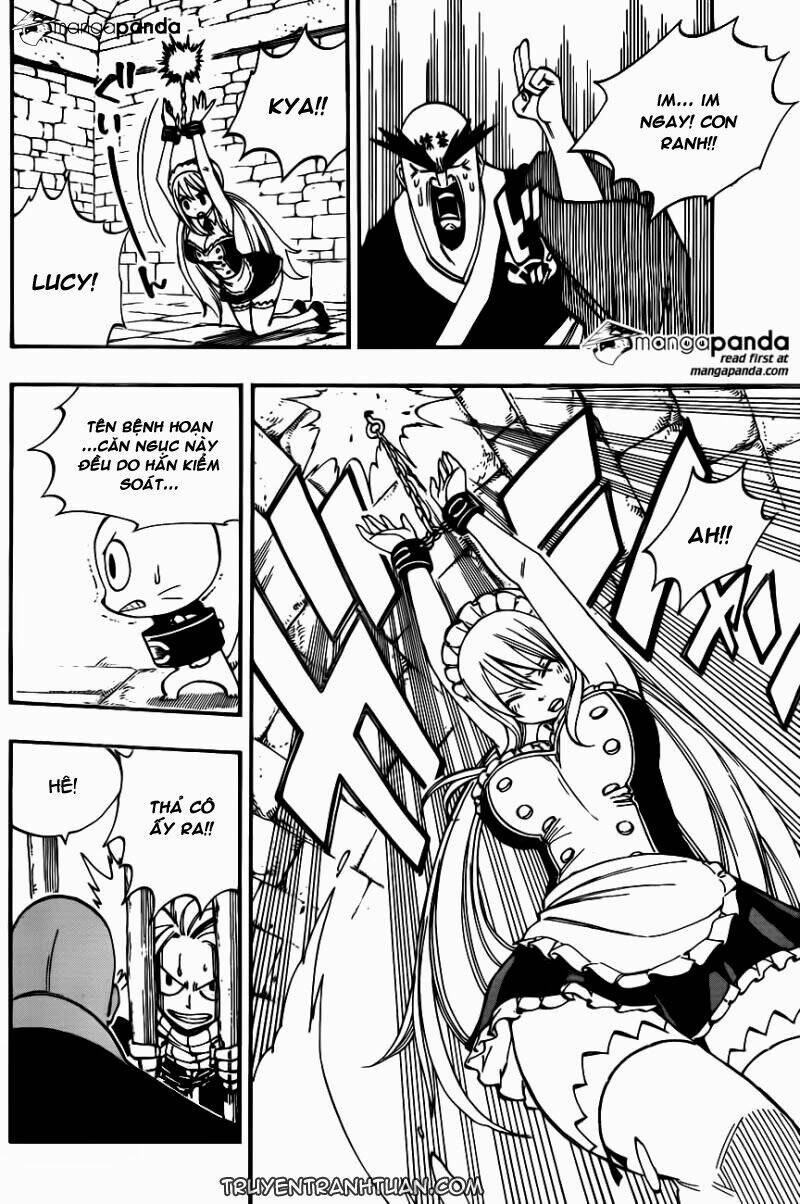 mangapanda
IM... IM
NGAY! CON
RANH!!
KYA!!
LUCY!
mangapanda
read first at
mangapanda.com
AH!!
TÊN BỆNH HOẠN
...CĂN NGỤC NÀY
ĐỀU DO HẮN KIỂM
SOÁT...
HÊ!
THẢ CÔ
ẤY RA!!
TRUYENTRANHTUAN.COM